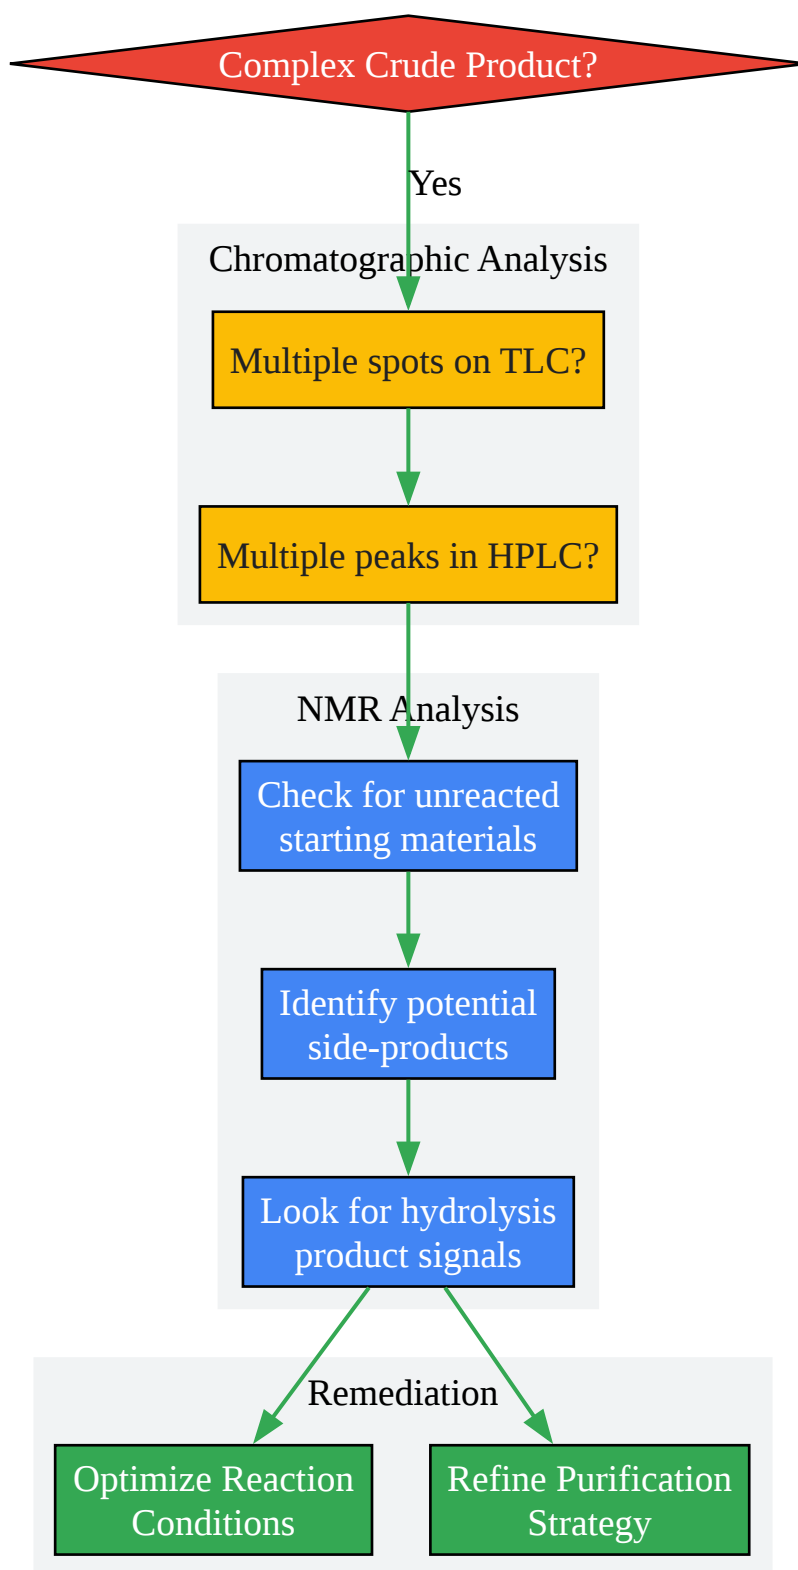 Complex Crude Product?
Yes
Chromatographic Analysis
Multiple spots on TLC?
Multiple peaks in HPLC?
NMR Analysis
Check for unreacted
starting materials
Identify potential
side-products
Look for hydrolysis
product signals
Remediation
Optimize Reaction
Conditions
Refine Purification
Strategy